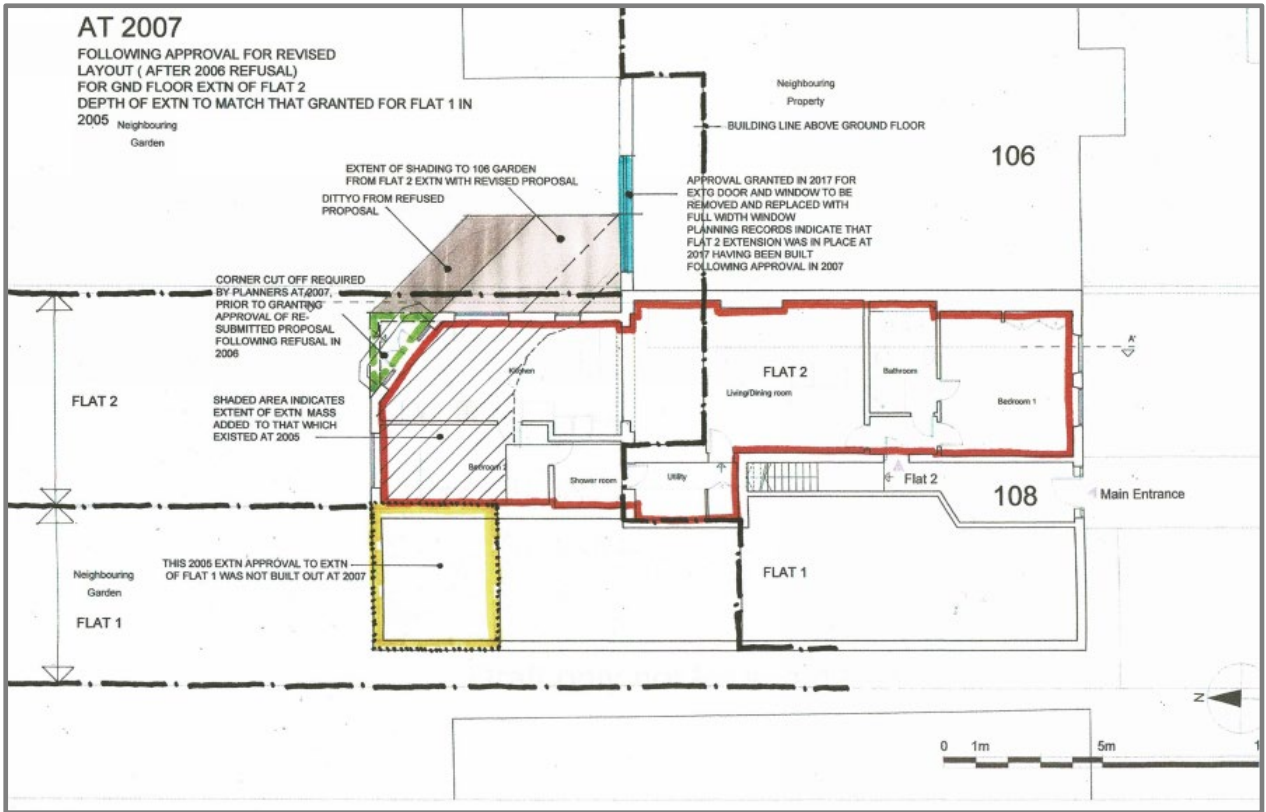 AT 2007
FOLLOWING APPROVAL FOR REVISED
LAYOUT ( AFTER 2006 REFUSAL)
FOR GND FLOOR EXTN OF FLAT 2
DEPTH OF EXTN TO MATCH THAT GRANTED FOR FLAT 1 IN
2005
Neighbouring
Garden
Neighbouring
Property
BUILDING LINE ABOVE GROUND FLOOR
106
EXTENT OF SHADING TO 106 GARDEN
FROM FLAT 2 EXTN WITH REVISED PROPOSAL
DITTYO FROM REFUSED
PROPOSAL
APPROVAL GRANTED IN 2017 FOR
EXTG DOOR AND WINDOW TO BE
REMOVED AND REPLACED WITH
FULL WIDTH WINDOW
PLANNING RECORDS INDICATE THAT
FLAT 2 EXTENSION WAS IN PLACE AT
2017 HAVING BEEN BUILT
FOLLOWING APPROVAL IN 2007
CORNER CUT OFF REQUIRED
BY PLANNERS AT 2007,
PRIOR TO GRANTING
APPROVAL OF RE-
SUBMITTED PROPOSAL
FOLLOWING REFUSAL IN
2006
A'
FLAT 2
Kitchen
FLAT 2
Living/Dining room
Bathroom
Bedroom 1
SHADED AREA INDICATES
EXTENT OF EXTN MASS
ADDED TO THAT WHICH
EXISTED AT 2005
Bedroom 2
Shower room
Utility
Flat 2
108
Main Entrance
THIS 2005 EXTN APPROVAL TO EXTN
OF FLAT 1 WAS NOT BUILT OUT AT 2007
Neighbouring
Garden
FLAT 1
FLAT 1
N
0 1m 5m 1